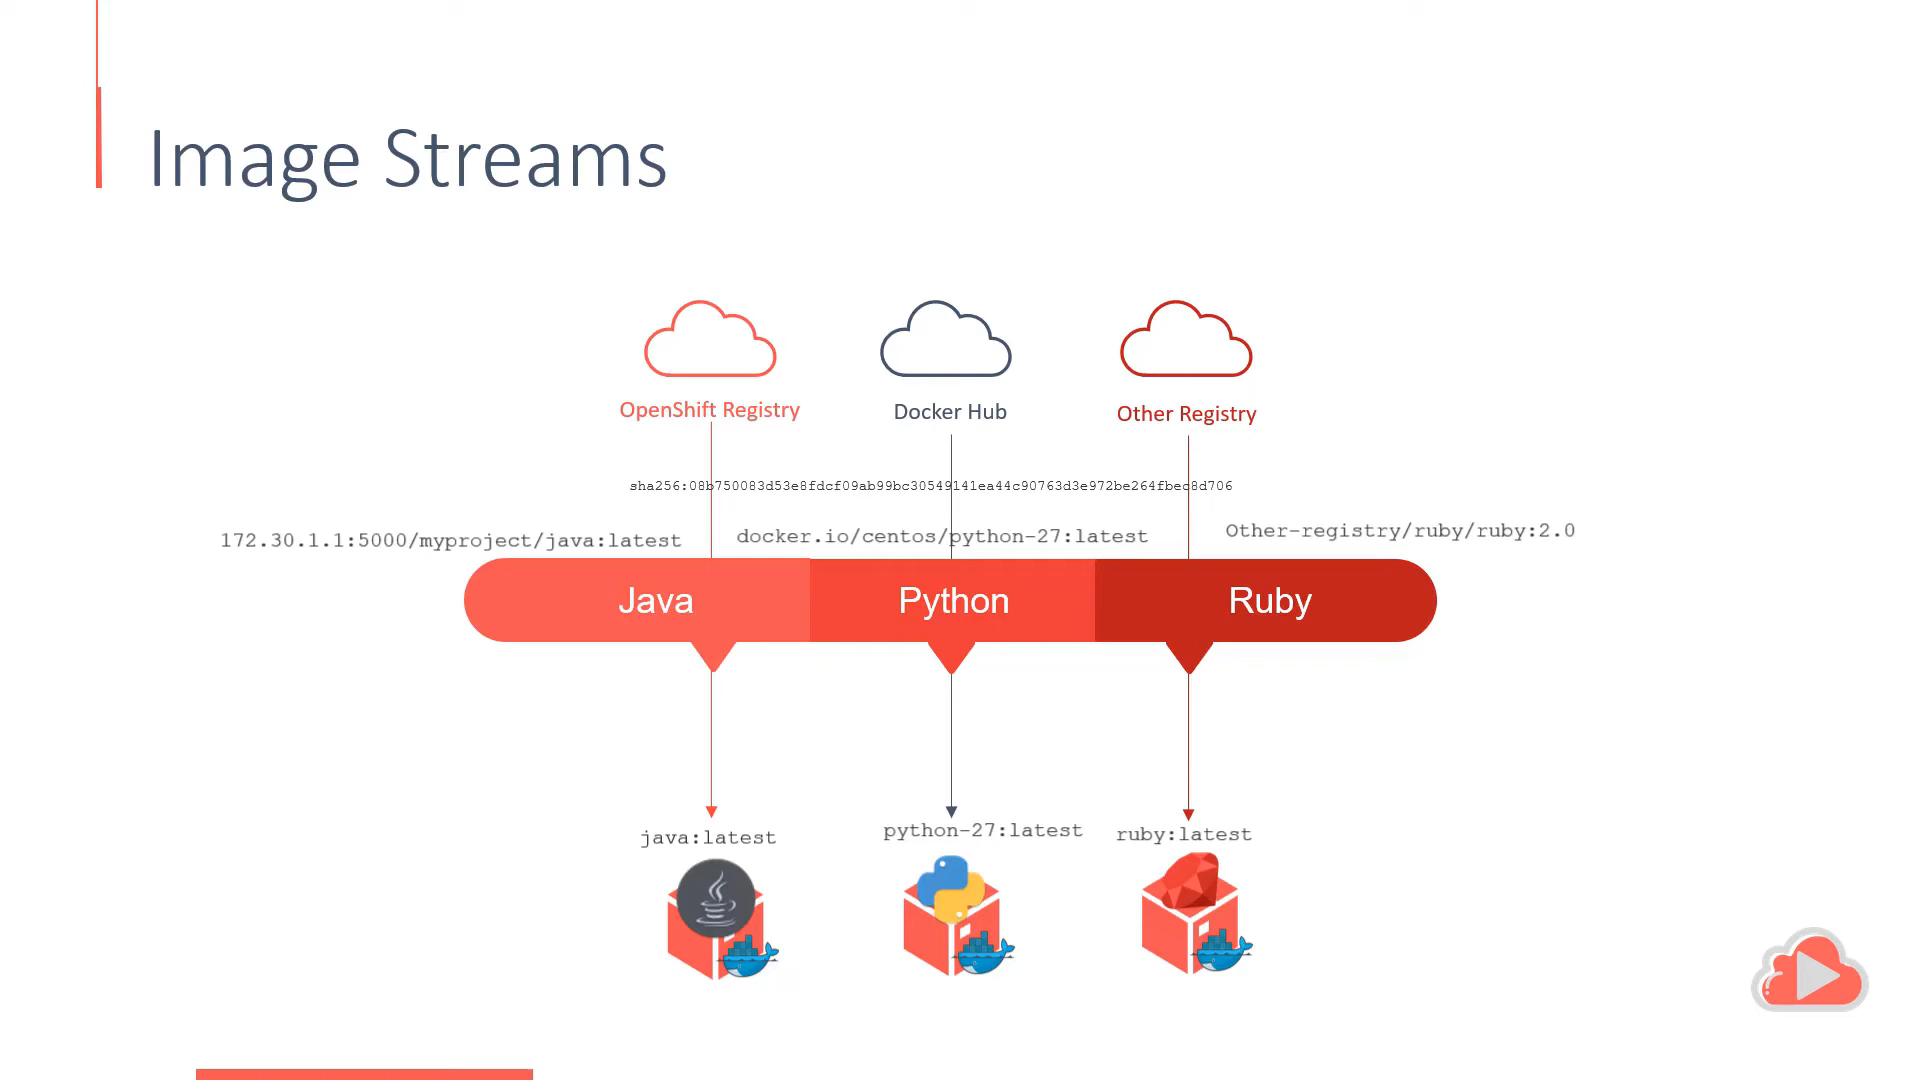 Image Streams
OpenShift Registry
Docker Hub
Other Registry
sha256:08b750083d53e8fdcf09ab99bc30549141ea44c90763d3e972be264fbec8d706
172.30.1.1:5000/myproject/java:latest
docker.io/centos/python-27:latest
Other-registry/ruby/ruby:2.0
Java
Python
Ruby
java:latest
python-27:latest
ruby:latest